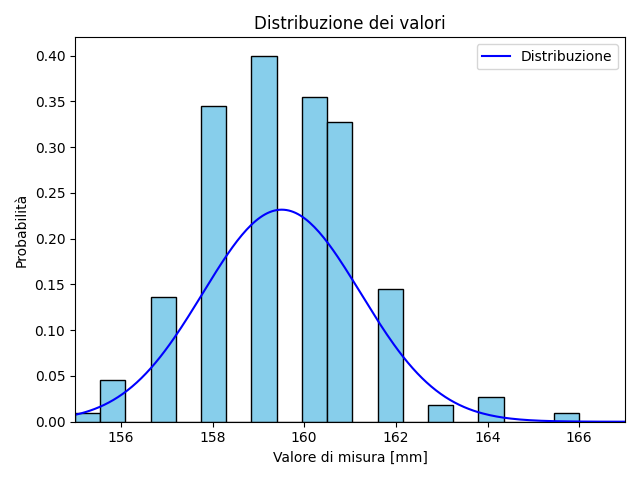 Distribuzione dei valori
Distribuzione
0.40
0.35
0.30
0.25
0.20
0.15
0.10
0.05
0.00
Probabilità
156 158 160 162 164 166
Valore di misura [mm]